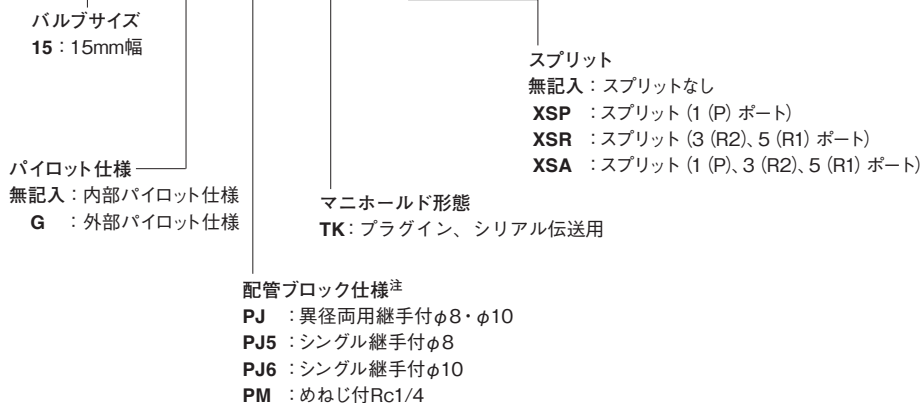 バルブサイズ
15：15mm幅
スプリット
無記入：スプリットなし
XSP ：スプリット (1 (P) ポート)
XSR ：スプリット (3 (R2)、5 (R1) ポート)
XSA ：スプリット (1 (P)、3 (R2)、5 (R1) ポート)
パイロット仕様
無記入：内部パイロット仕様
G ：外部パイロット仕様
マニホールド形態
TK：プラグイン、シリアル伝送用
配管ブロック仕様注
PJ ：異径両用継手付φ8・φ10
PJ5 ：シングル継手付φ8
PJ6 ：シングル継手付φ10
PM ：めねじ付Rc1/4